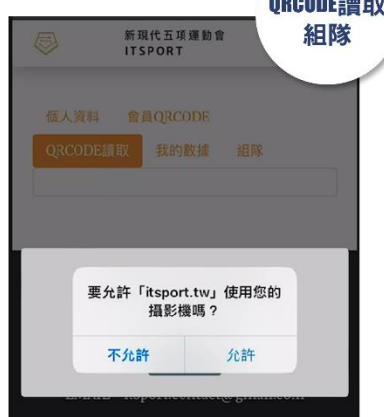 QRCODE讀取
組隊
新現代五項運動會
ITSPORT
個人資料 會員QRCODE
QRCODE讀取 我的數據 組隊
要允許「itsport.tw」使用您的
攝影機嗎？
不允許 允許